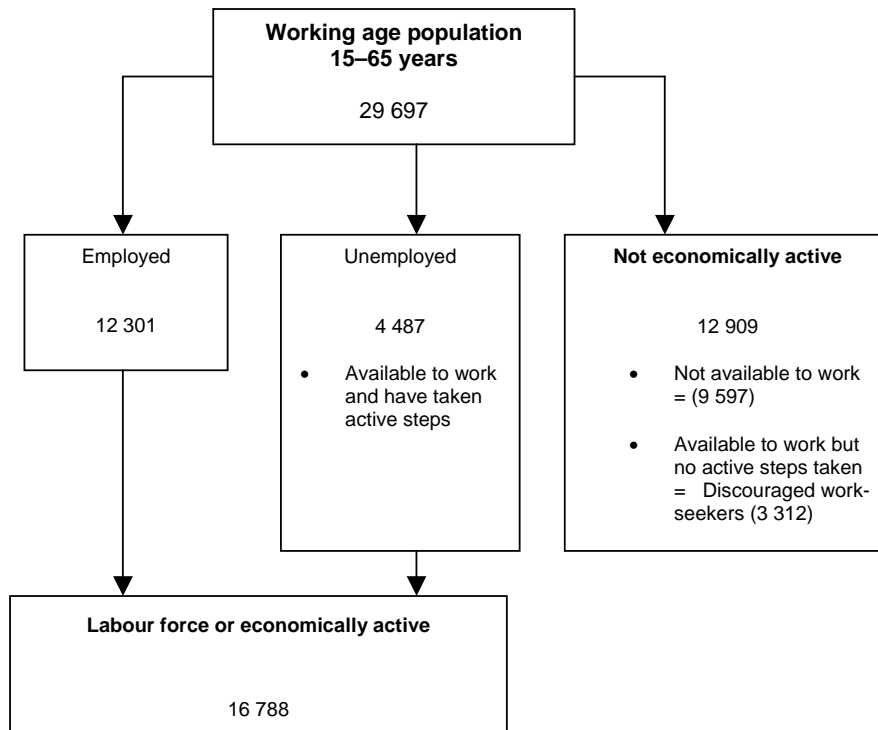 Working age population
15–65 years
29 697
Employed
12 301
Unemployed
4 487
• Available to work
and have taken
active steps
Not economically active
12 909
• Not available to work
= (9 597)
• Available to work but
no active steps taken
= Discouraged work-
seekers (3 312)
Labour force or economically active
16 788